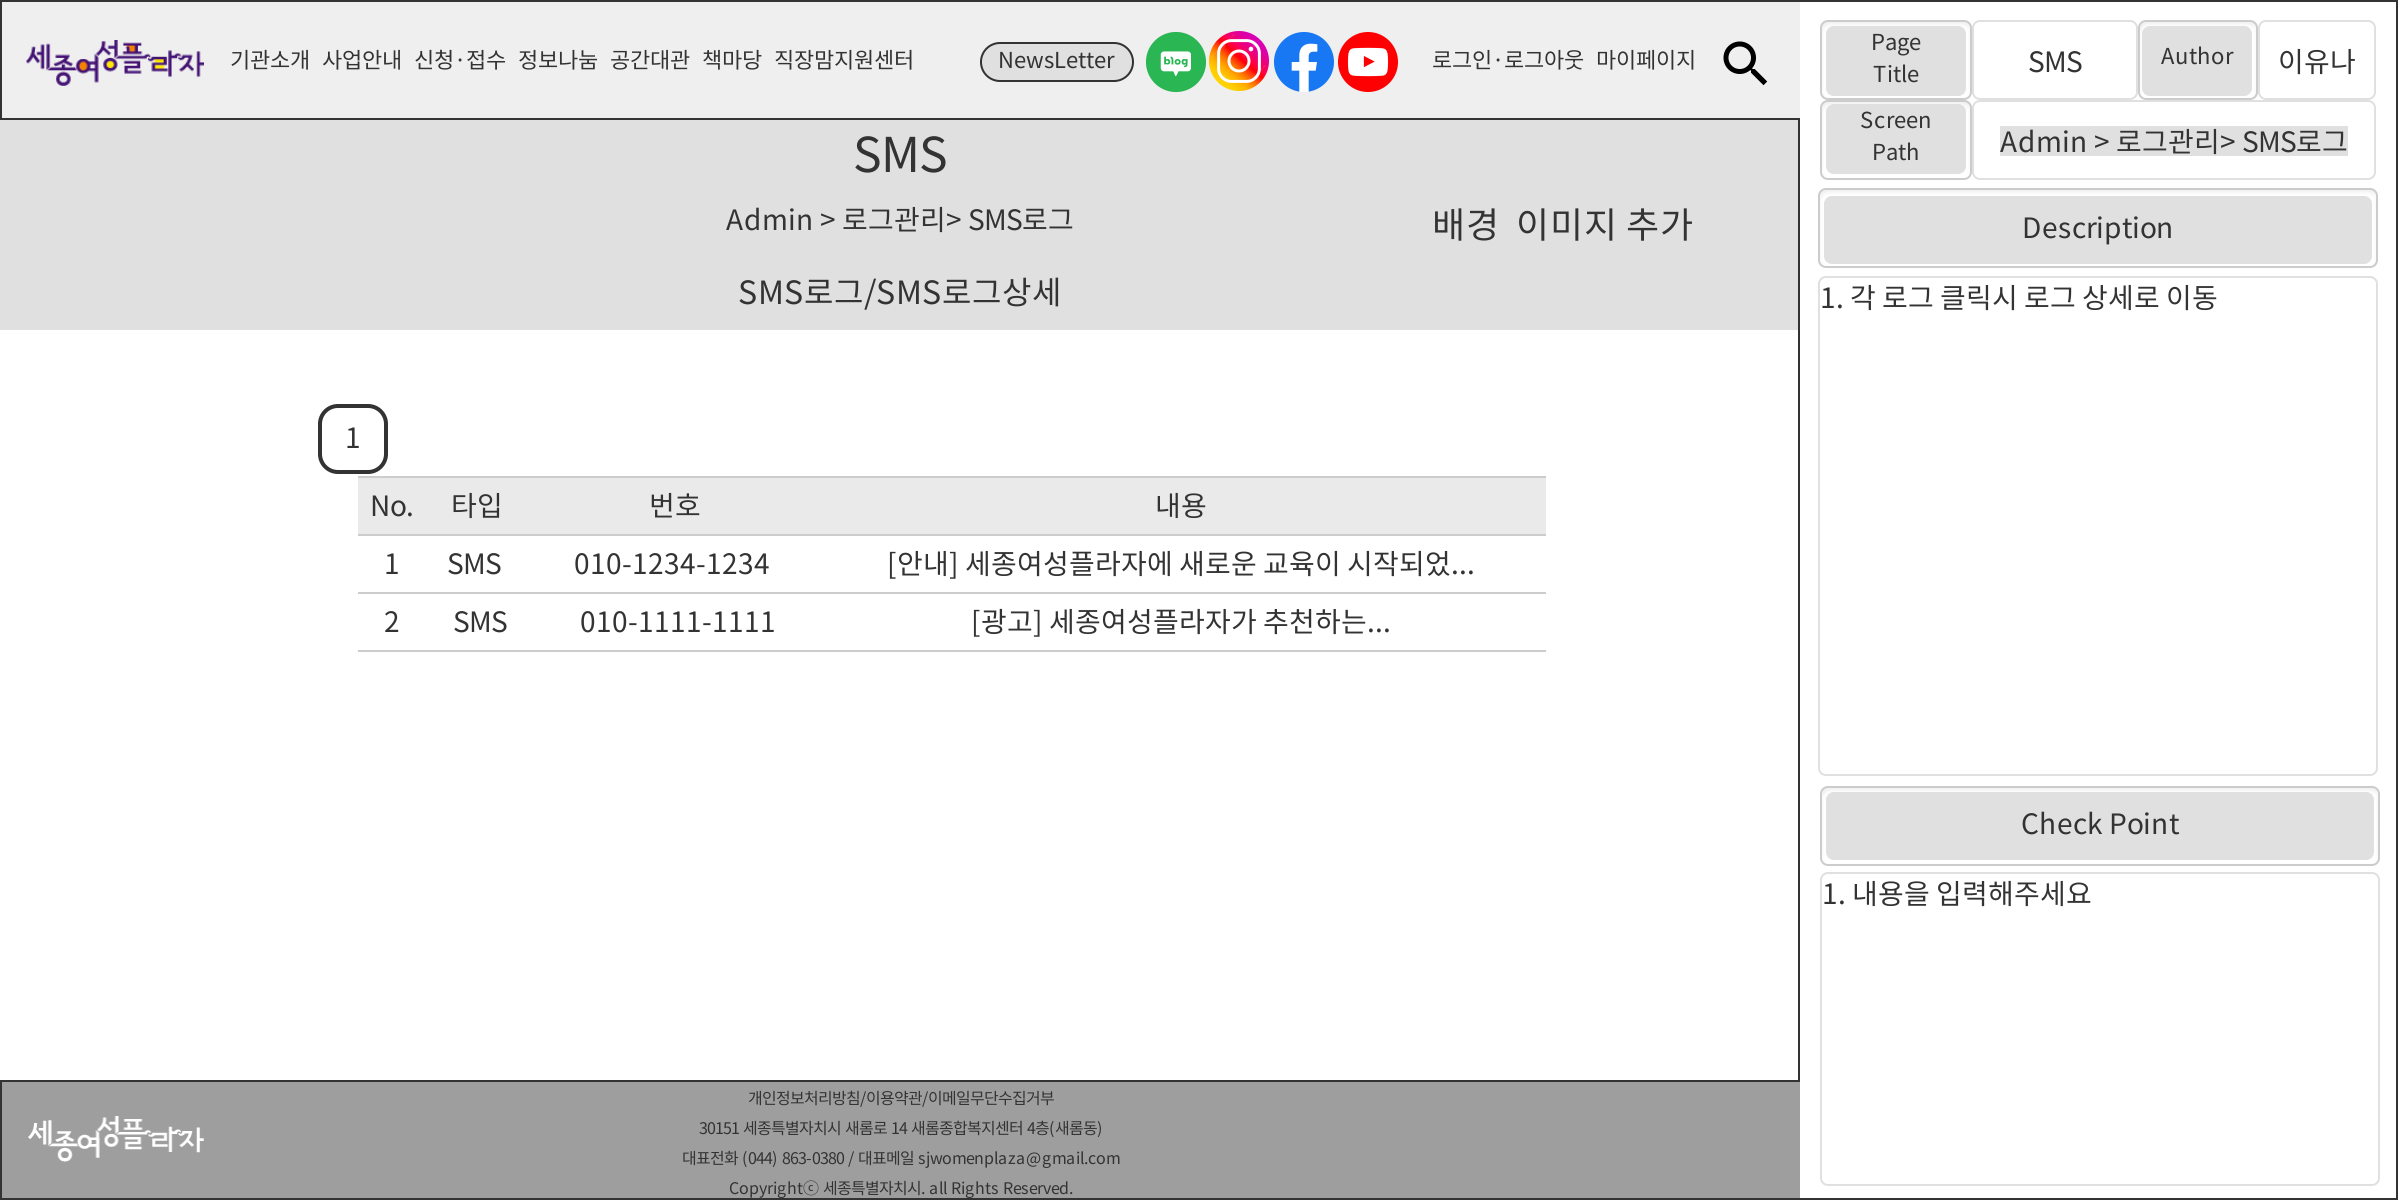 세종여성플라자 기관소개 사업안내 신청·접수 정보나눔 공간대관 책마당 직장맘지원센터 NewsLetter blog 로그인·로그아웃 마이페이지
SMS
Admin > 로그관리> SMS로그
배경 이미지 추가
SMS로그/SMS로그상세
1
No. 타입 번호 내용
1 SMS 010-1234-1234 [안내] 세종여성플라자에 새로운 교육이 시작되었...
2 SMS 010-1111-1111 [광고] 세종여성플라자가 추천하는...
세종여성플라자
개인정보처리방침/이용약관/이메일무단수집거부
30151 세종특별자치시 새롬로 14 새롬종합복지센터 4층(새롬동)
대표전화 (044) 863-0380 / 대표메일 sjwomenplaza@gmail.com
Copyrightⓒ 세종특별자치시. all Rights Reserved.
Page
Title
SMS
Author
이유나
Screen
Path
Admin > 로그관리> SMS로그
Description
1. 각 로그 클릭시 로그 상세로 이동
Check Point
1. 내용을 입력해주세요